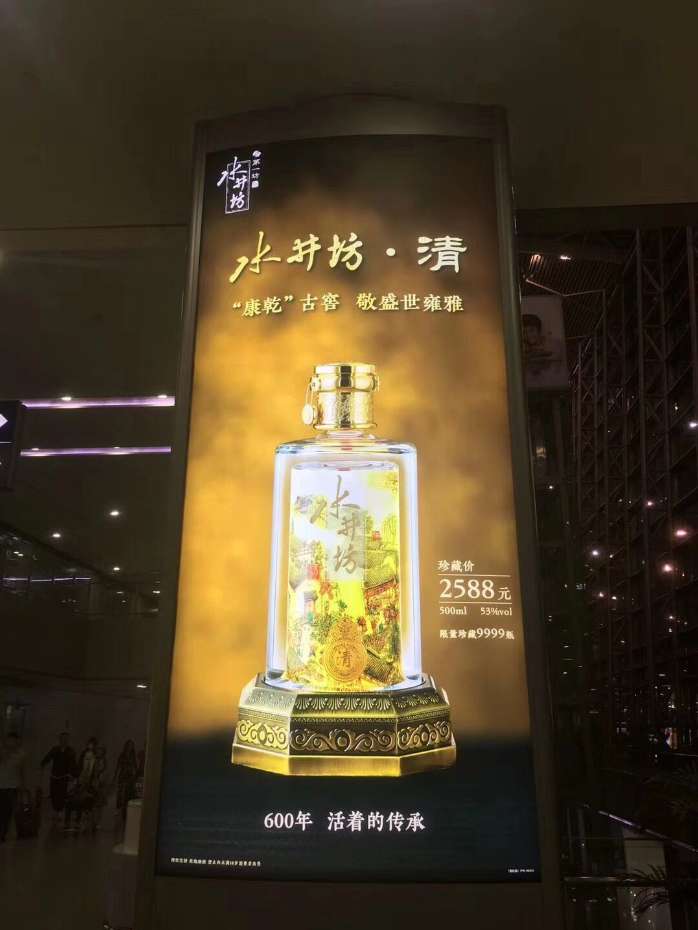 水井坊
第一坊
水井坊·清
“康乾”古窖 敬盛世雍雅
水井坊
清
珍藏价
2588元
500ml 53%vol
限量珍藏9999瓶
600年 活着的传承